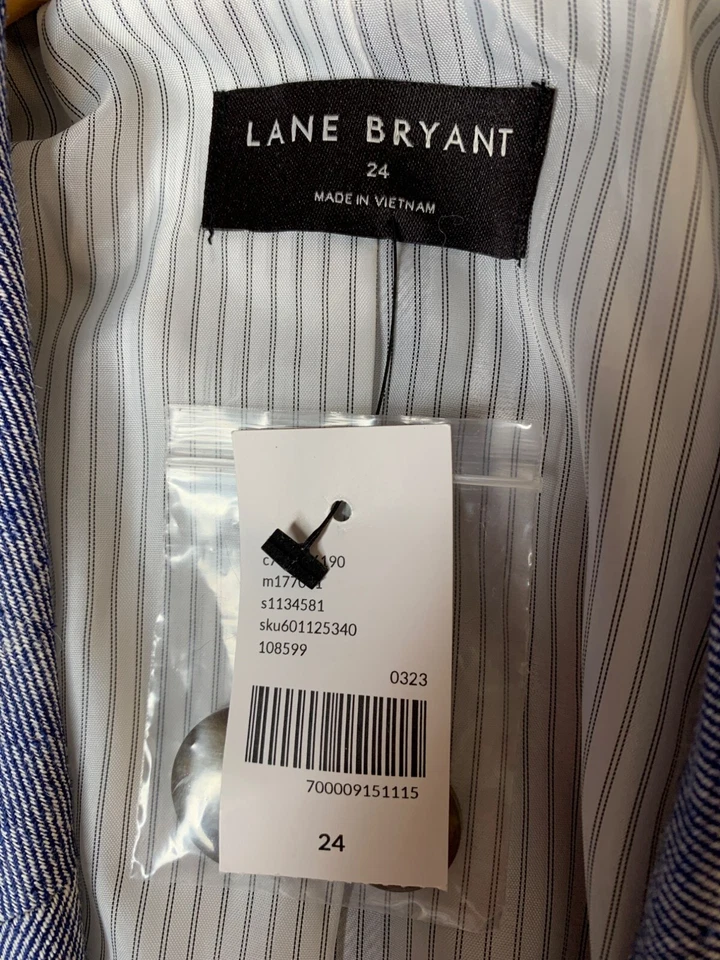 LANE BRYANT
24
MADE IN VIETNAM
s1134581
sku601125340
108599
0323
700009151115
24